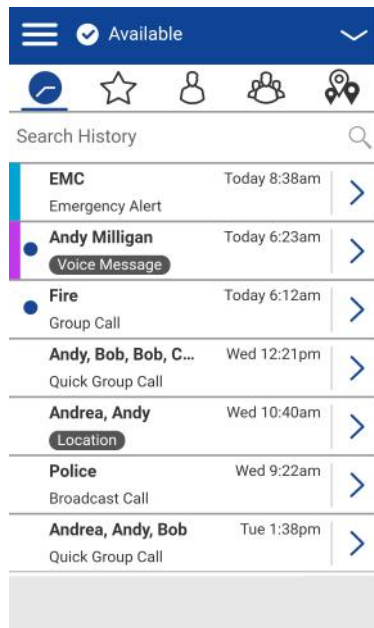 Available
Search History
EMC Today 8:38am
Emergency Alert
Andy Milligan Today 6:23am
Voice Message
Fire Today 6:12am
Group Call
Andy, Bob, Bob, C... Wed 12:21pm
Quick Group Call
Andrea, Andy Wed 10:40am
Location
Police Wed 9:22am
Broadcast Call
Andrea, Andy, Bob Tue 1:38pm
Quick Group Call